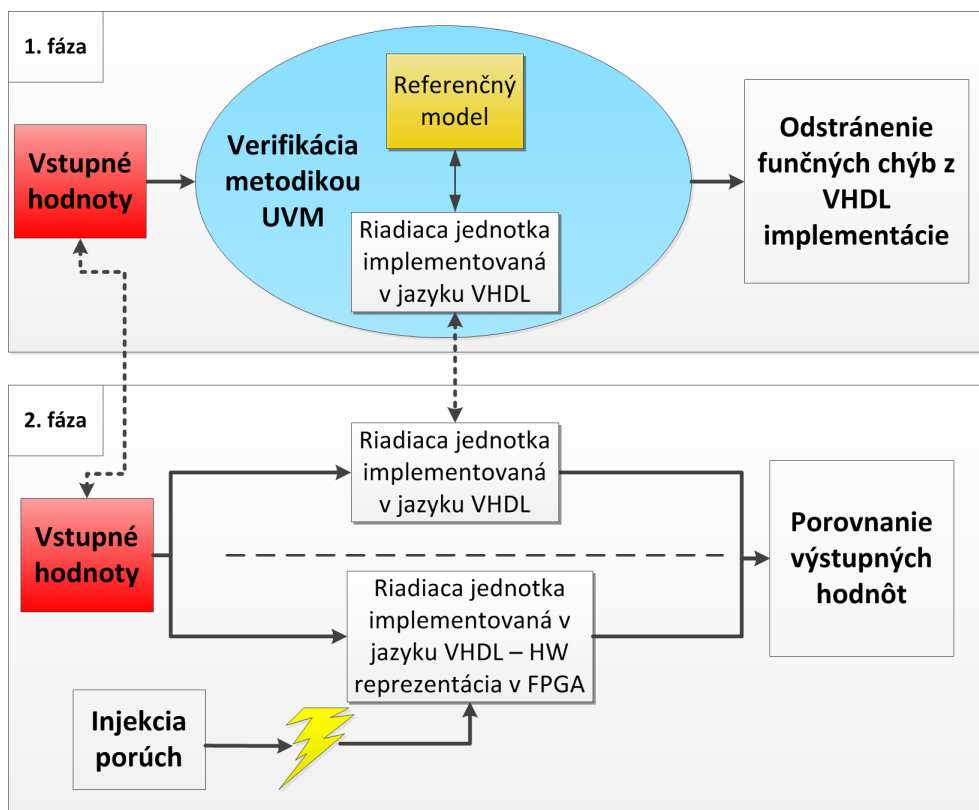 1. fáza
Vstupné
hodnoty
Verifikácia
metodikou
UVM
Referenčný
model
Riadiaca jednotka
implementovaná
v jazyku VHDL
Odstránenie
funčných chýb z
VHDL
implementácie
2. fáza
Vstupné
hodnoty
Riadiaca jednotka
implementovaná
v jazyku VHDL
Riadiaca jednotka
implementovaná v
jazyku VHDL – HW
reprezentácia v FPGA
Porovnanie
výstupných
hodnôt
Injekcia
porúch